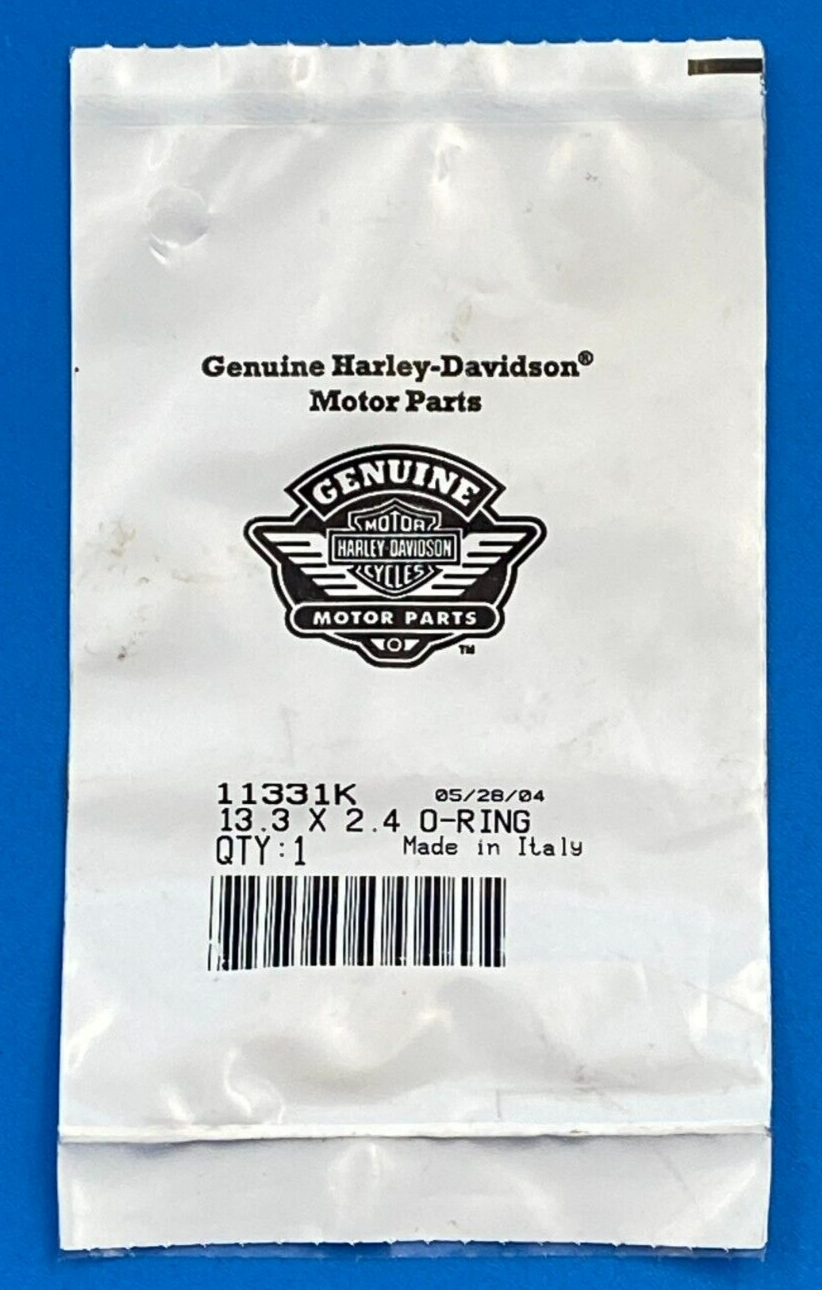 Genuine Harley-Davidson®
Motor Parts
GENUINE
MOTOR
HARLEY-DAVIDSON
CYCLES
MOTOR PARTS
TM
11331K 05/28/04
13.3 X 2.4 O-RING
QTY:1 Made in Italy